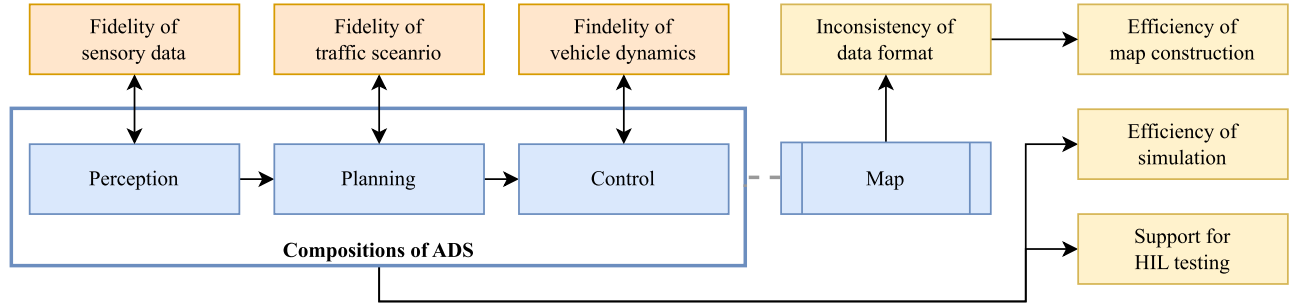 Fidelity of
sensory data
Fidelity of
traffic sceanrio
Findelity of
vehicle dynamics
Inconsistency of
data format
Efficiency of
map construction
Perception
Planning
Control
Map
Efficiency of
simulation
Compositions of ADS
Support for
HIL testing